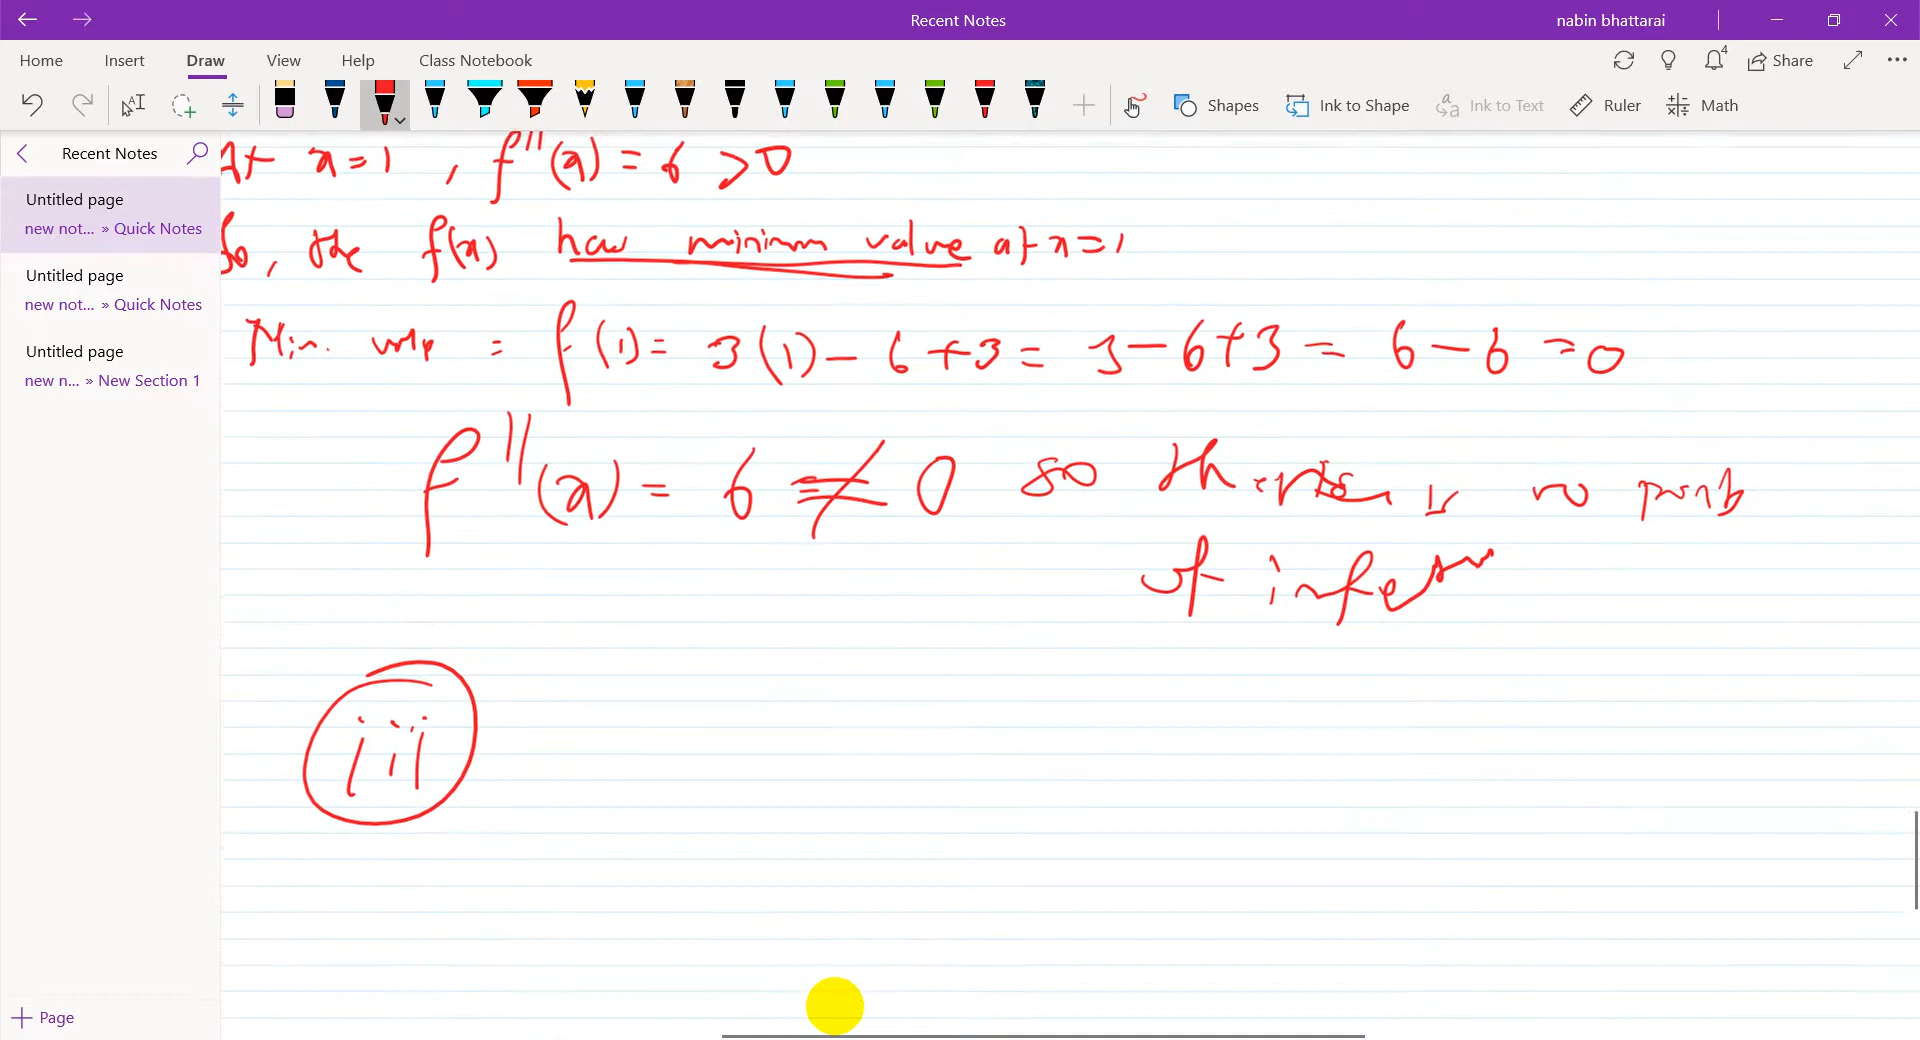 Recent Notes
nabin bhattarai
Home Insert Draw View Help Class Notebook
4
Share
Shapes Ink to Shape Ink to Text Ruler Math
Recent Notes
Untitled page
new not... » Quick Notes
Untitled page
new not... » Quick Notes
Untitled page
new n... » New Section 1
Page
At x=1 , f''(x) = 6 >0
So, the f(x) has minimum value at x=1
Min. value = f(1)= 3(1)- 6+3= 3-6+3 = 6-6 =0
f''(x)= 6 ≠ 0 so is no point
of
iii